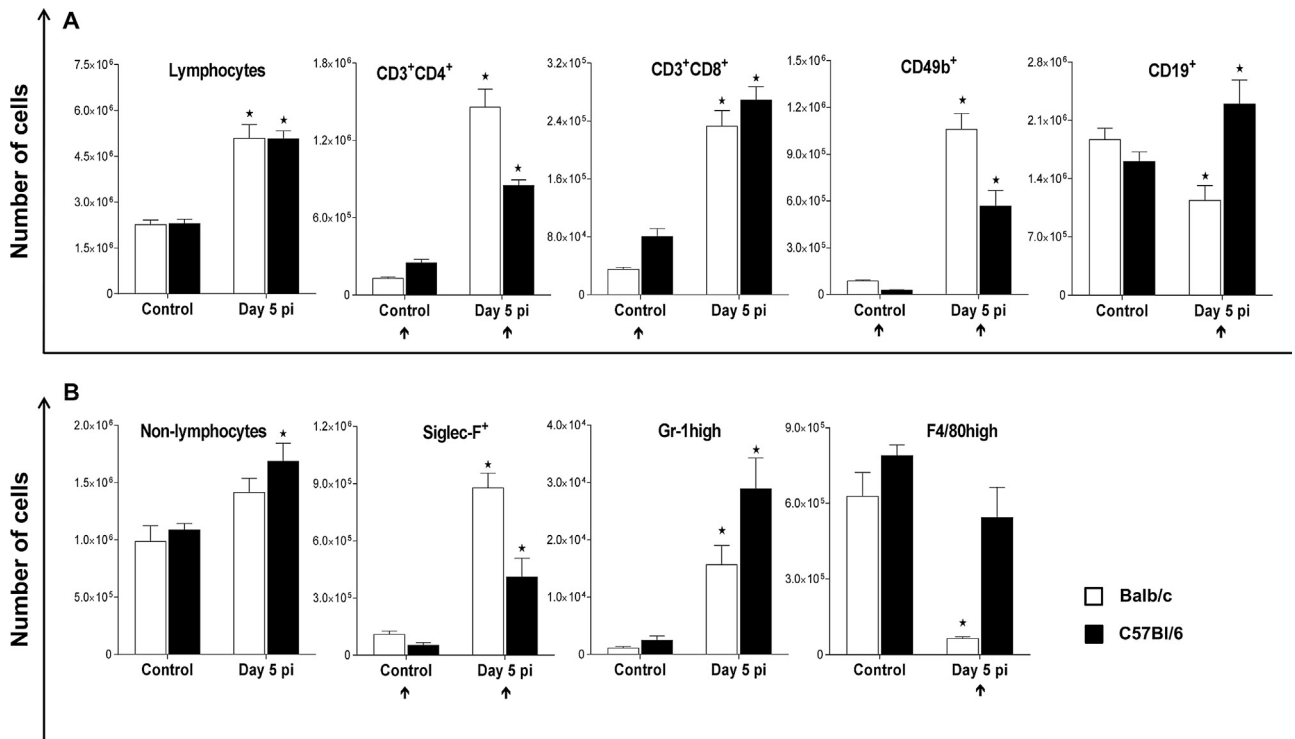 A
Number of cells
Lymphocytes
7.5×10⁶
6.0×10⁶
4.5×10⁶
3.0×10⁶
1.5×10⁶
0
Control Day 5 pi
CD3⁺CD4⁺
1.8×10⁶
1.2×10⁶
6.0×10⁵
0
Control Day 5 pi
CD3⁺CD8⁺
3.2×10⁵
2.4×10⁵
1.6×10⁵
8.0×10⁴
0
Control Day 5 pi
CD49b⁺
1.5×10⁶
1.2×10⁶
9.0×10⁵
6.0×10⁵
3.0×10⁵
0
Control Day 5 pi
CD19⁺
2.8×10⁶
2.1×10⁶
1.4×10⁶
7.0×10⁵
0
Control Day 5 pi
B
Number of cells
Non-lymphocytes
2.0×10⁶
1.5×10⁶
1.0×10⁶
5.0×10⁵
0
Control Day 5 pi
Siglec-F⁺
1.2×10⁶
9.0×10⁵
6.0×10⁵
3.0×10⁵
0
Control Day 5 pi
Gr-1high
4.0×10⁴
3.0×10⁴
2.0×10⁴
1.0×10⁴
0
Control Day 5 pi
F4/80high
9.0×10⁵
6.0×10⁵
3.0×10⁵
0
Control Day 5 pi
Balb/c
C57Bl/6